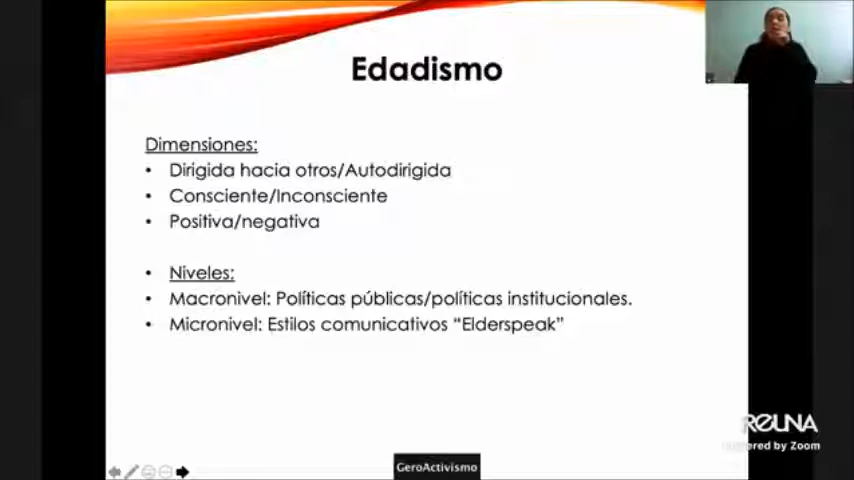 Edadismo
Dimensiones:
• Dirigida hacia otros/Autodirigida
• Consciente/Inconsciente
• Positiva/negativa
• Niveles:
• Macronivel: Políticas públicas/políticas institucionales.
• Micronivel: Estilos comunicativos “Elderspeak”
REUNA
by Zoom
GeroActivismo